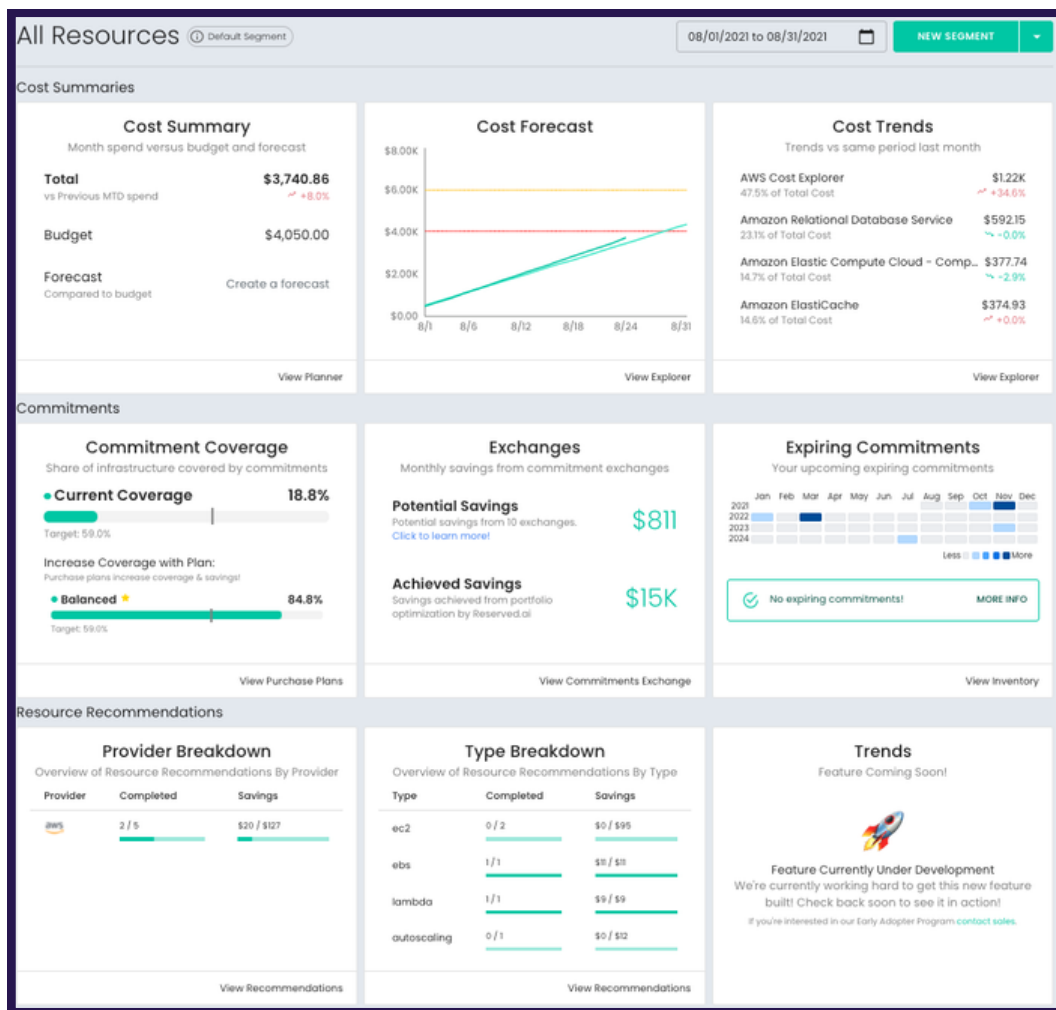 All Resources Default Segment
08/01/2021 to 08/31/2021
NEW SEGMENT
Cost Summaries
Cost Summary
Month spend versus budget and forecast
Total $3,740.86
vs Previous MTD spend +8.0%
Budget $4,050.00
Forecast
Compared to budget
Create a forecast
View Planner
Cost Forecast
$8.00K
$6.00K
$4.00K
$2.00K
$0.00
8/1 8/6 8/12 8/18 8/24 8/31
View Explorer
Cost Trends
Trends vs same period last month
AWS Cost Explorer $1.22K
47.5% of Total Cost +34.6%
Amazon Relational Database Service $592.15
23.1% of Total Cost -0.0%
Amazon Elastic Compute Cloud - Comp... $377.74
14.7% of Total Cost -2.9%
Amazon ElastiCache $374.93
14.6% of Total Cost +0.0%
View Explorer
Commitments
Commitment Coverage
Share of infrastructure covered by commitments
Current Coverage 18.8%
Target: 59.0%
Increase Coverage with Plan:
Purchase plans increase coverage & savings!
Balanced 84.8%
Target: 59.0%
View Purchase Plans
Exchanges
Monthly savings from commitment exchanges
Potential Savings
Potential savings from 10 exchanges.
Click to learn more!
$811
Achieved Savings
Savings achieved from portfolio
optimization by Reserved.ai
$15K
View Commitments Exchange
Expiring Commitments
Your upcoming expiring commitments
Jan Feb Mar Apr May Jun Jul Aug Sep Oct Nov Dec
2021
2022
2023
2024
Less More
No expiring commitments! MORE INFO
View Inventory
Resource Recommendations
Provider Breakdown
Overview of Resource Recommendations By Provider
Provider Completed Savings
aws 2 / 5 $20 / $127
View Recommendations
Type Breakdown
Overview of Resource Recommendations By Type
Type Completed Savings
ec2 0 / 2 $0 / $95
ebs 1 / 1 $11 / $11
lambda 1 / 1 $9 / $9
autoscaling 0 / 1 $0 / $12
View Recommendations
Trends
Feature Coming Soon!
Feature Currently Under Development
We're currently working hard to get this new feature
built! Check back soon to see it in action!
If you're interested in our Early Adopter Program contact sales.